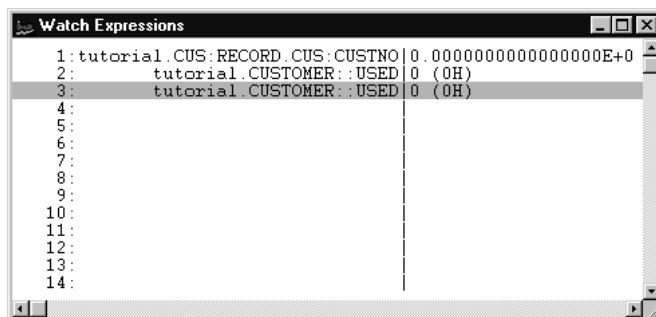 Watch Expressions
1:tutorial.CUS:RECORD.CUS:CUSTNO|0.0000000000000000E+0
2: tutorial.CUSTOMER::USED|0 (0H)
3: tutorial.CUSTOMER::USED|0 (0H)
4:
5:
6:
7:
8:
9:
10:
11:
12:
13:
14: